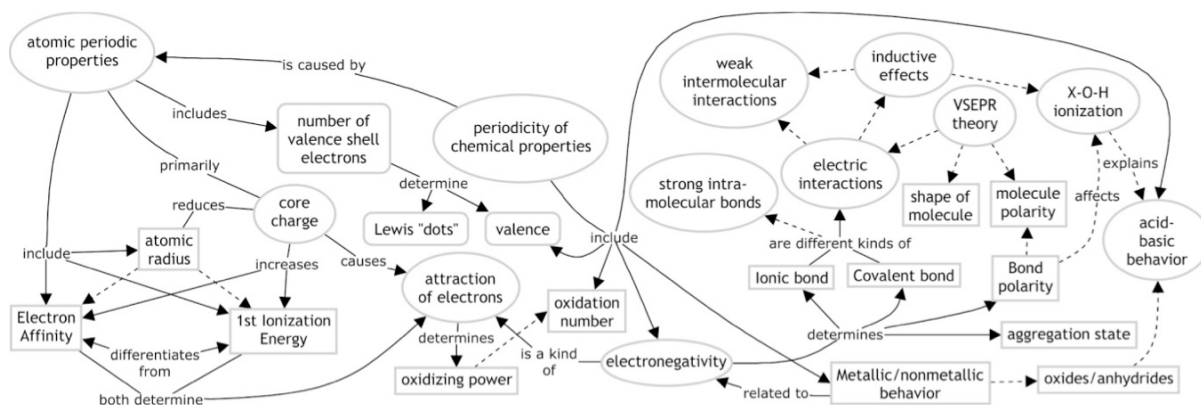 atomic periodic
properties
is caused by
includes
number of
valence shell
electrons
periodicity of
chemical properties
primarily
determine
core
charge
reduces
Lewis "dots"
valence
include
atomic
radius
include
increases
causes
attraction
of electrons
oxidation
number
Electron
Affinity
1st Ionization
Energy
differentiates
from
both determine
determines
oxidizing power
is a kind
of
electronegativity
weak
intermolecular
interactions
inductive
effects
VSEPR
theory
X-O-H
ionization
electric
interactions
explains
strong intra-
molecular bonds
shape of
molecule
molecule
polarity
affects
acid-
basic
behavior
are different kinds of
Ionic bond
Covalent bond
Bond
polarity
determines
aggregation state
related to
Metallic/nonmetallic
behavior
oxides/anhydrides